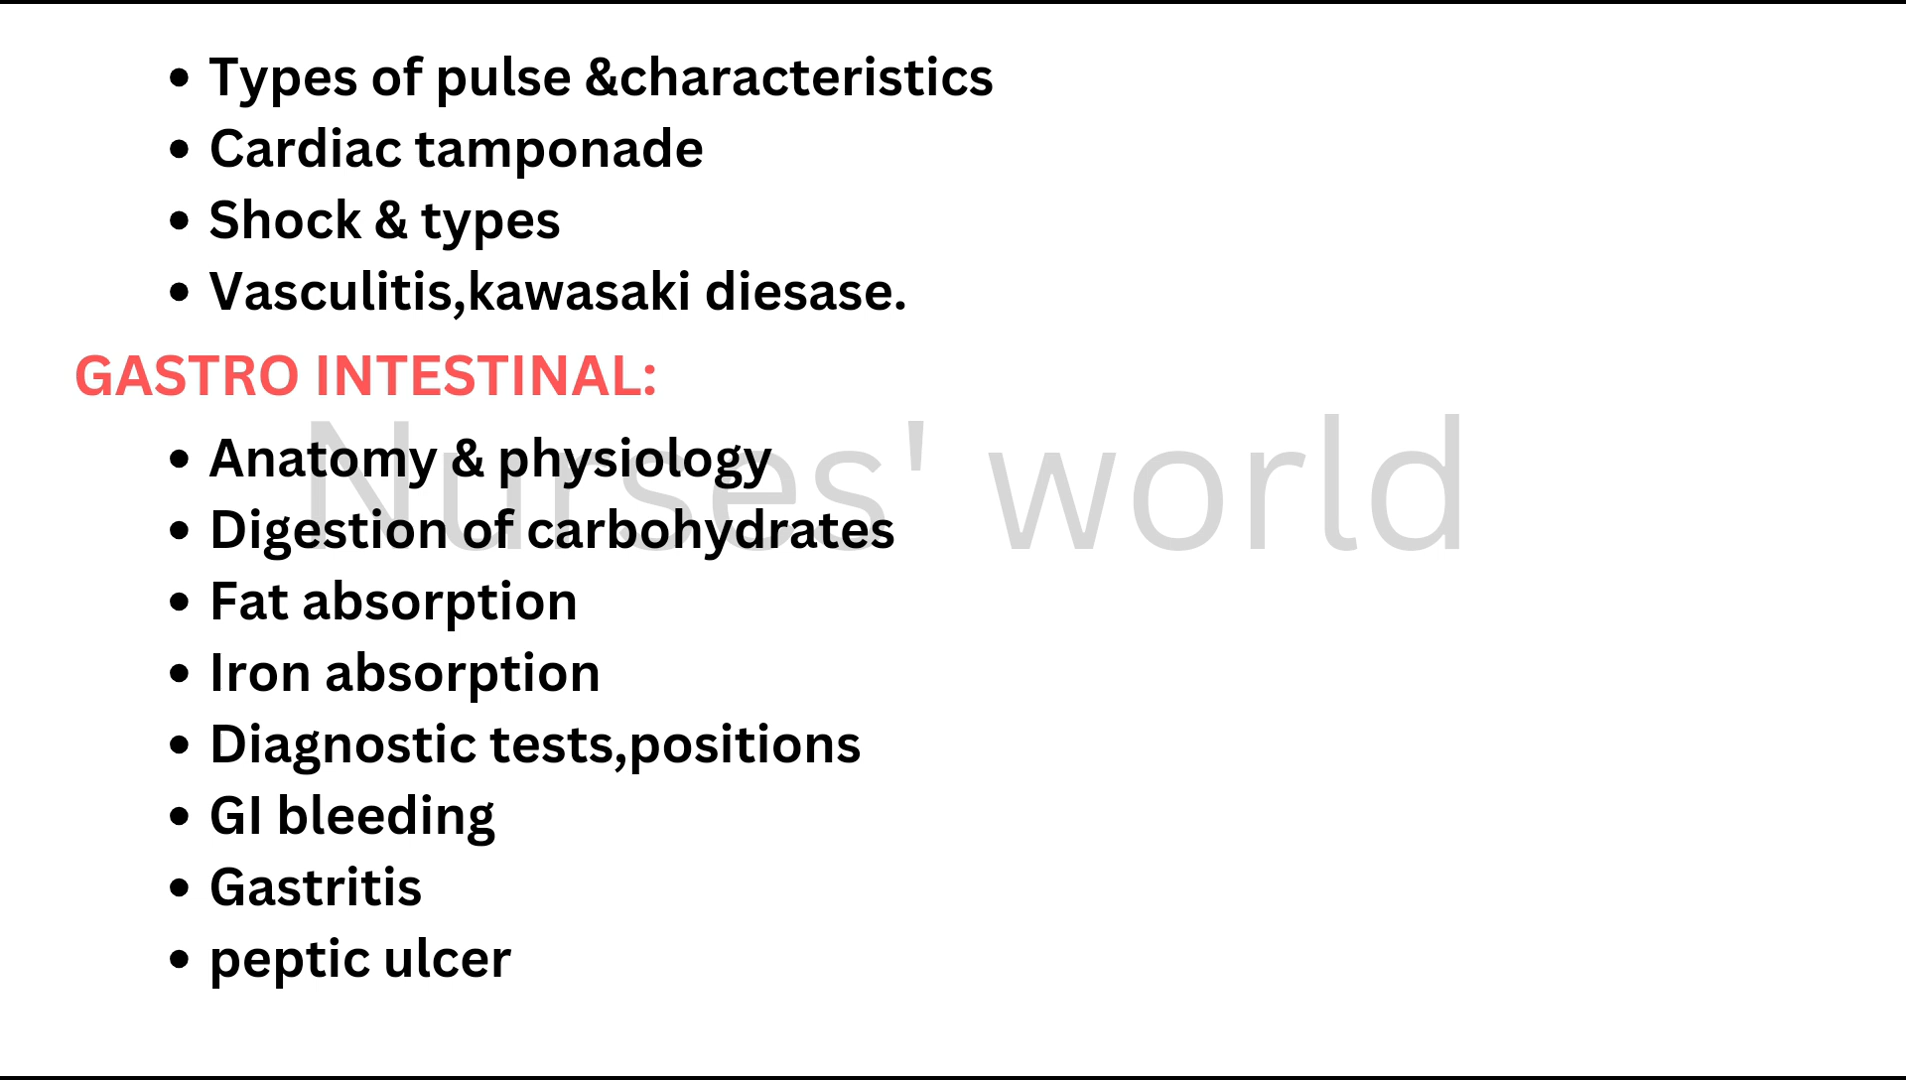 • Types of pulse &characteristics
• Cardiac tamponade
• Shock & types
• Vasculitis,kawasaki diesase.
GASTRO INTESTINAL:
Nurses' world
• Anatomy & physiology
• Digestion of carbohydrates
• Fat absorption
• Iron absorption
• Diagnostic tests,positions
• GI bleeding
• Gastritis
• peptic ulcer